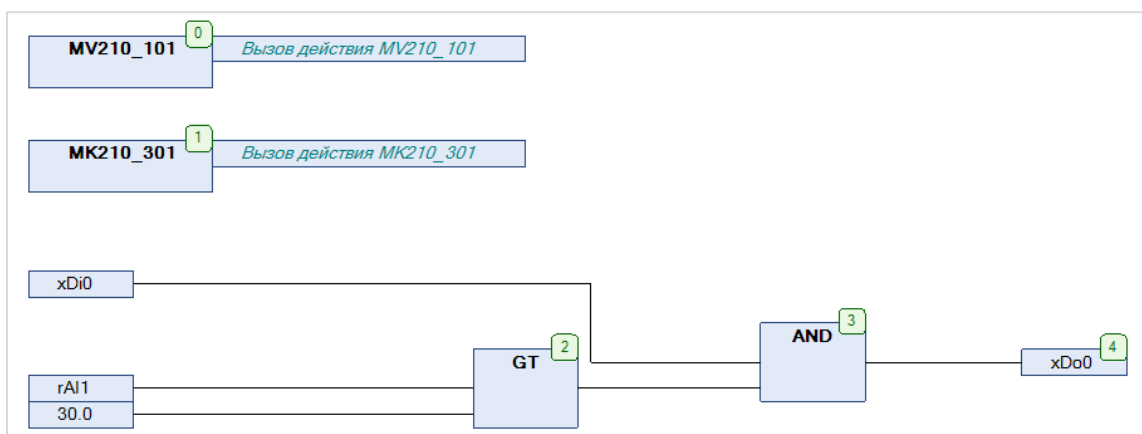 MV210_101
0
Вызов действия MV210_101
MK210_301
1
Вызов действия MK210_301
xDi0
AND
3
GT
2
xDo0
4
rAI1
30.0